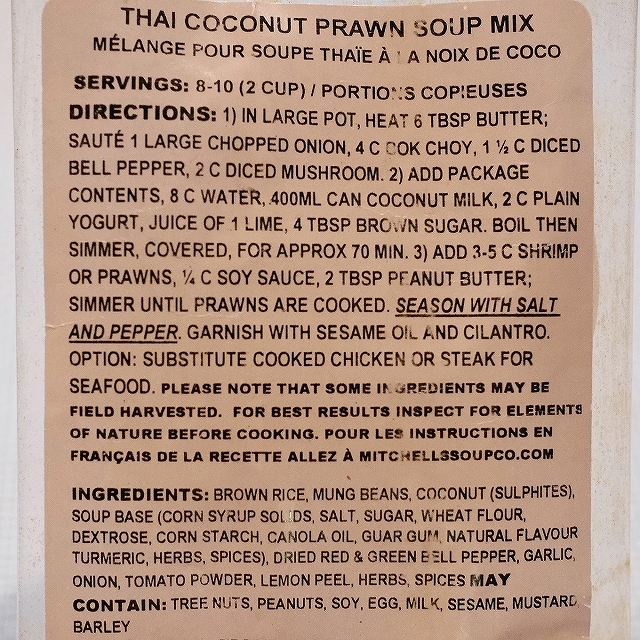 THAI COCONUT PRAWN SOUP MIX
MÉLANGE POUR SOUPE THAÏE À LA NOIX DE COCO
SERVINGS: 8-10 (2 CUP) / PORTIONS COPIEUSES
DIRECTIONS: 1) IN LARGE POT, HEAT 6 TBSP BUTTER;
SAUTÉ 1 LARGE CHOPPED ONION, 4 C BOK CHOY, 1 ½ C DICED
BELL PEPPER, 2 C DICED MUSHROOM. 2) ADD PACKAGE
CONTENTS, 8 C WATER, 400ML CAN COCONUT MILK, 2 C PLAIN
YOGURT, JUICE OF 1 LIME, 4 TBSP BROWN SUGAR. BOIL THEN
SIMMER, COVERED, FOR APPROX 70 MIN. 3) ADD 3-5 C SHRIMP
OR PRAWNS, ¼ C SOY SAUCE, 2 TBSP PEANUT BUTTER;
SIMMER UNTIL PRAWNS ARE COOKED. SEASON WITH SALT
AND PEPPER. GARNISH WITH SESAME OIL AND CILANTRO.
OPTION: SUBSTITUTE COOKED CHICKEN OR STEAK FOR
SEAFOOD. PLEASE NOTE THAT SOME INGREDIENTS MAY BE
FIELD HARVESTED. FOR BEST RESULTS INSPECT FOR ELEMENTS
OF NATURE BEFORE COOKING. POUR LES INSTRUCTIONS EN
FRANÇAIS DE LA RECETTE ALLEZ À MITCHELLSSOUPCO.COM
INGREDIENTS: BROWN RICE, MUNG BEANS, COCONUT (SULPHITES),
SOUP BASE (CORN SYRUP SOLIDS, SALT, SUGAR, WHEAT FLOUR,
DEXTROSE, CORN STARCH, CANOLA OIL, GUAR GUM, NATURAL FLAVOUR
TURMERIC, HERBS, SPICES), DRIED RED & GREEN BELL PEPPER, GARLIC,
ONION, TOMATO POWDER, LEMON PEEL, HERBS, SPICES MAY
CONTAIN: TREE NUTS, PEANUTS, SOY, EGG, MILK, SESAME, MUSTARD,
BARLEY